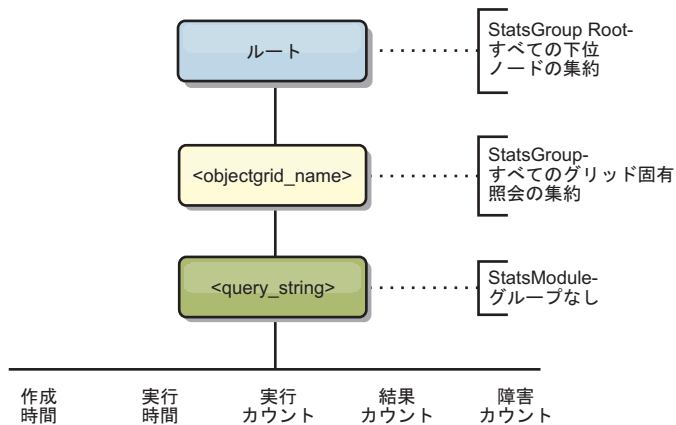 ルート
StatsGroup Root-
すべての下位
ノードの集約
<objectgrid_name>
StatsGroup-
すべてのグリッド固有
照会の集約
<query_string>
StatsModule-
グループなし
作成
時間
実行
時間
実行
カウント
結果
カウント
障害
カウント